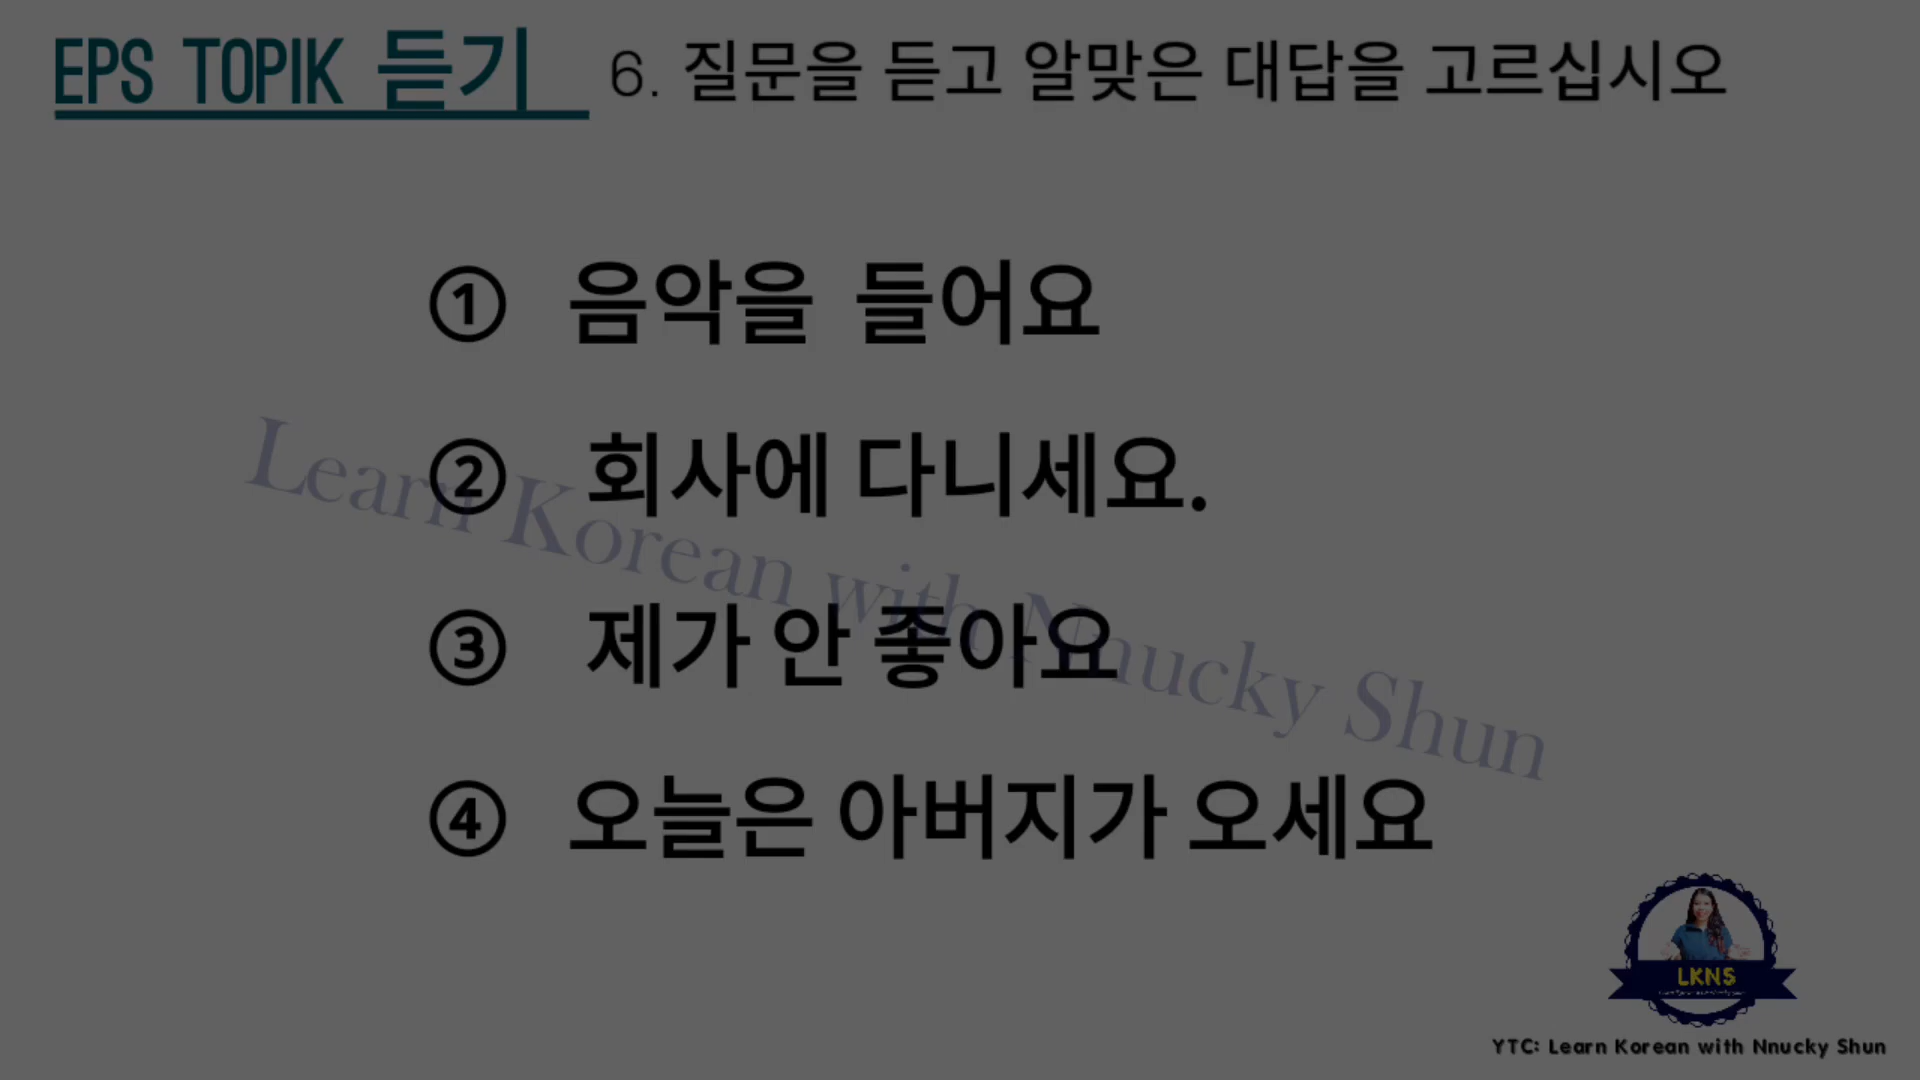 EPS TOPIK 듣기 6. 질문을 듣고 알맞은 대답을 고르십시오
① 음악을 들어요
② 회사에 다니세요.
③ 제가 안 좋아요
④ 오늘은 아버지가 오세요
Learn Korean with Nnucky Shun
LKNS
YTC: Learn Korean with Nnucky Shun